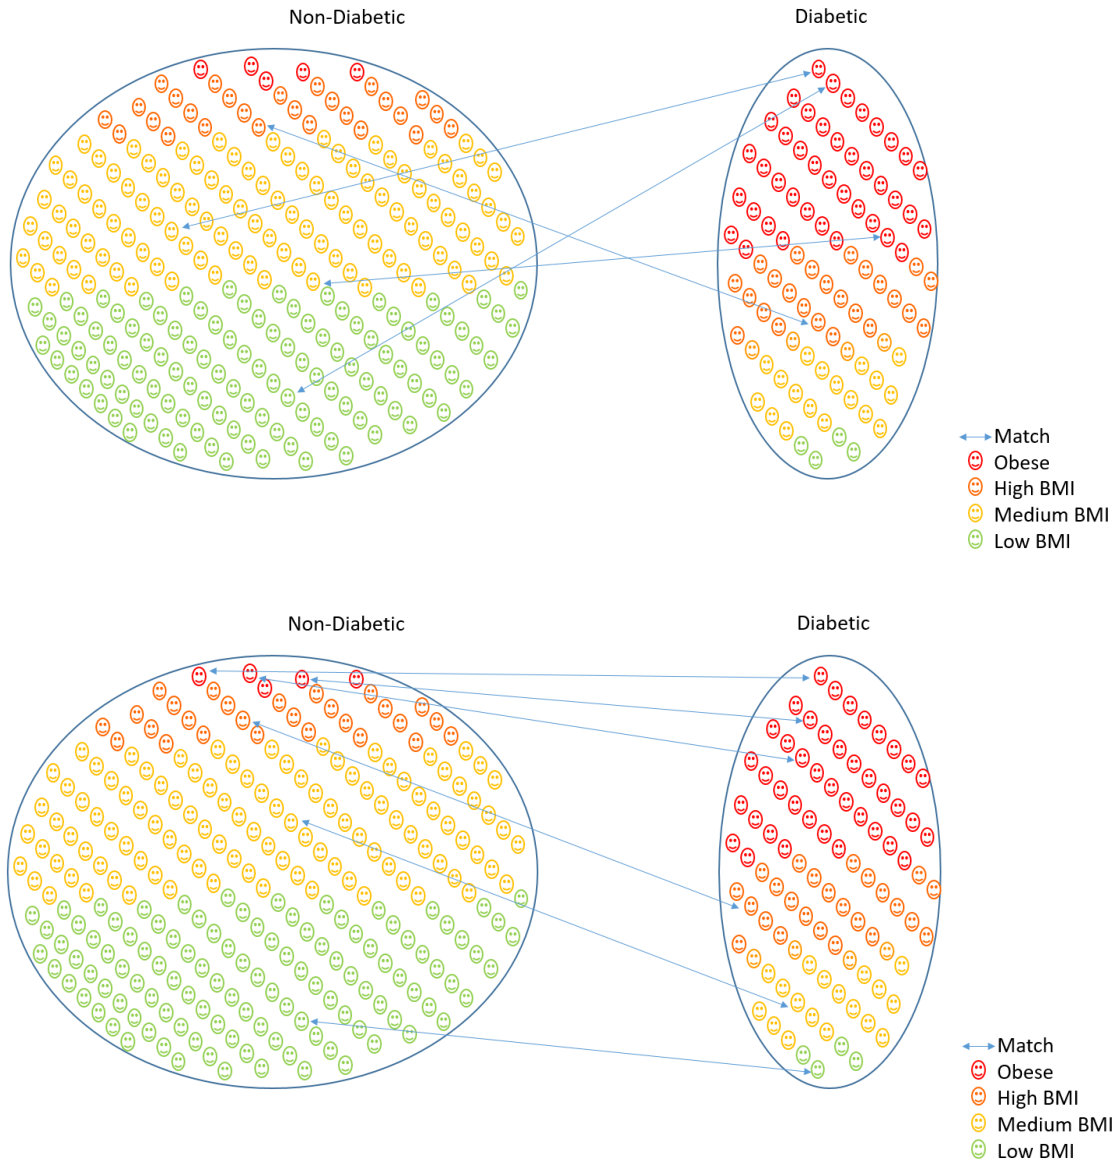 Non-Diabetic
Diabetic
Match
Obese
High BMI
Medium BMI
Low BMI
Non-Diabetic
Diabetic
Match
Obese
High BMI
Medium BMI
Low BMI